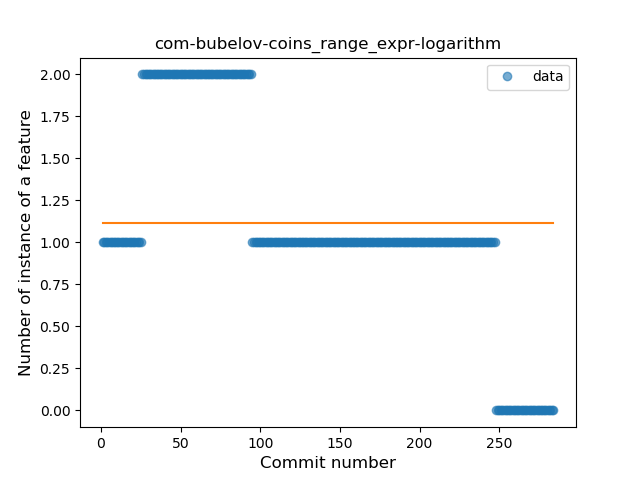 com-bubelov-coins_range_expr-logarithm
data
Number of instance of a feature
2.00
1.75
1.50
1.25
1.00
0.75
0.50
0.25
0.00
0 50 100 150 200 250
Commit number